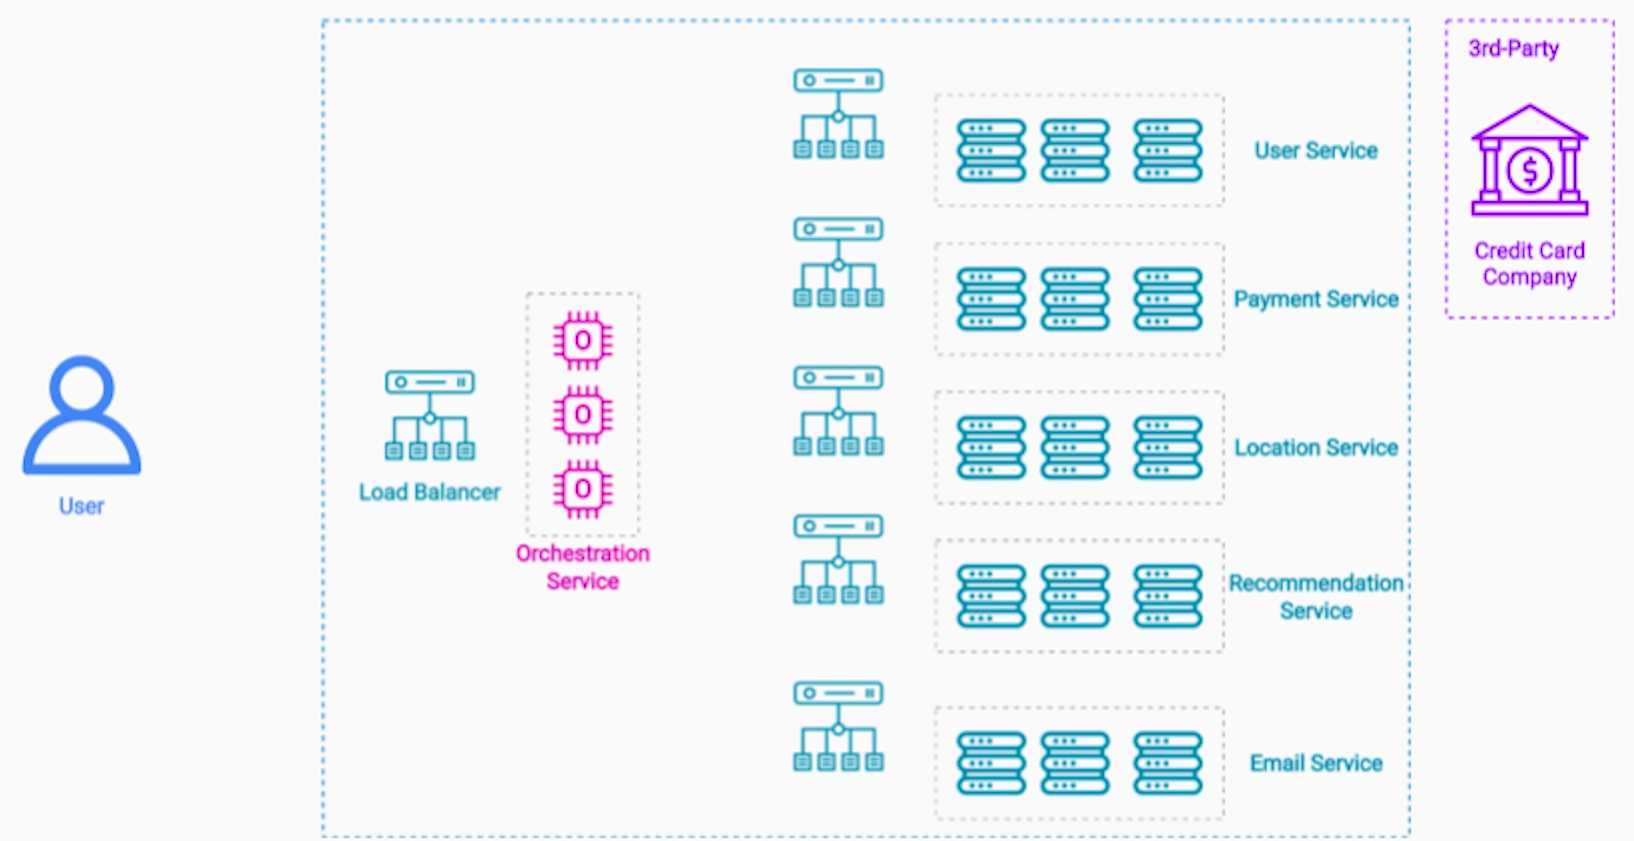 3rd-Party
Credit Card
Company
User Service
Payment Service
Location Service
Recommendation
Service
Email Service
O
O
O
Orchestration
Service
Load Balancer
User